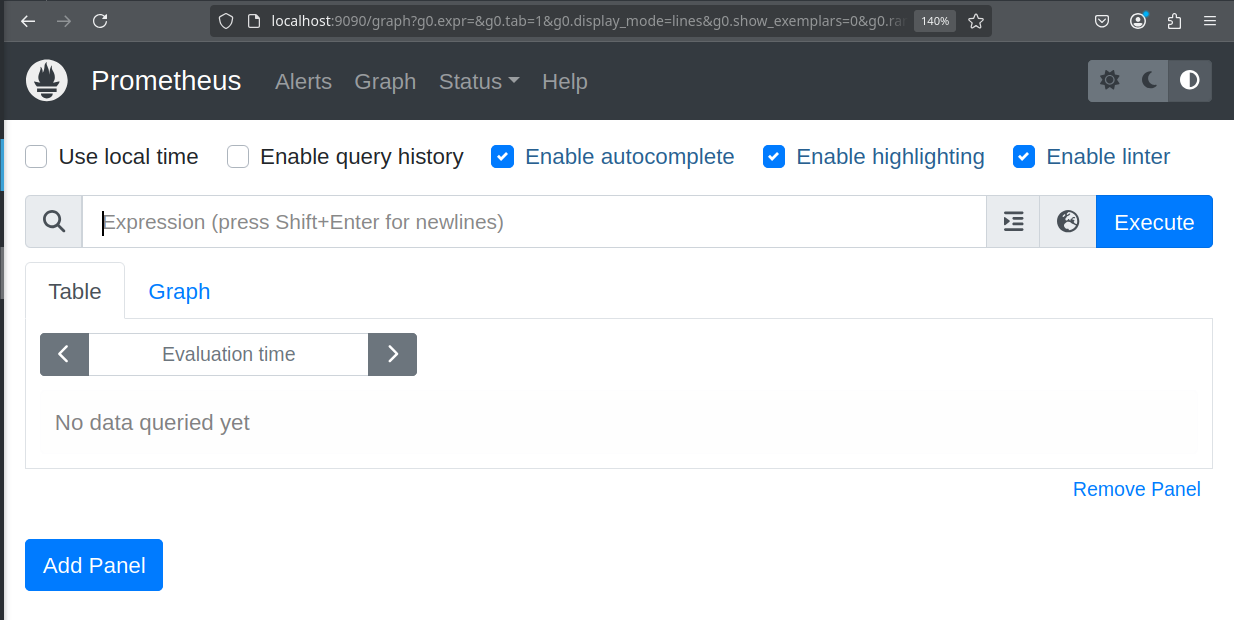 localhost:9090/graph?g0.expr=&g0.tab=1&g0.display_mode=lines&g0.show_exemplars=0&g0.ra 140%
Prometheus Alerts Graph Status Help
Use local time Enable query history Enable autocomplete Enable highlighting Enable linter
Expression (press Shift+Enter for newlines) Execute
Table Graph
Evaluation time
No data queried yet
Remove Panel
Add Panel